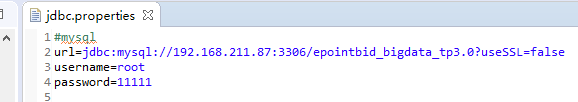 jdbc.properties
1 #mysql
2 url=jdbc:mysql://192.168.211.87:3306/epointbid_bigdata_tp3.0?useSSL=false
3 username=root
4 password=11111
5